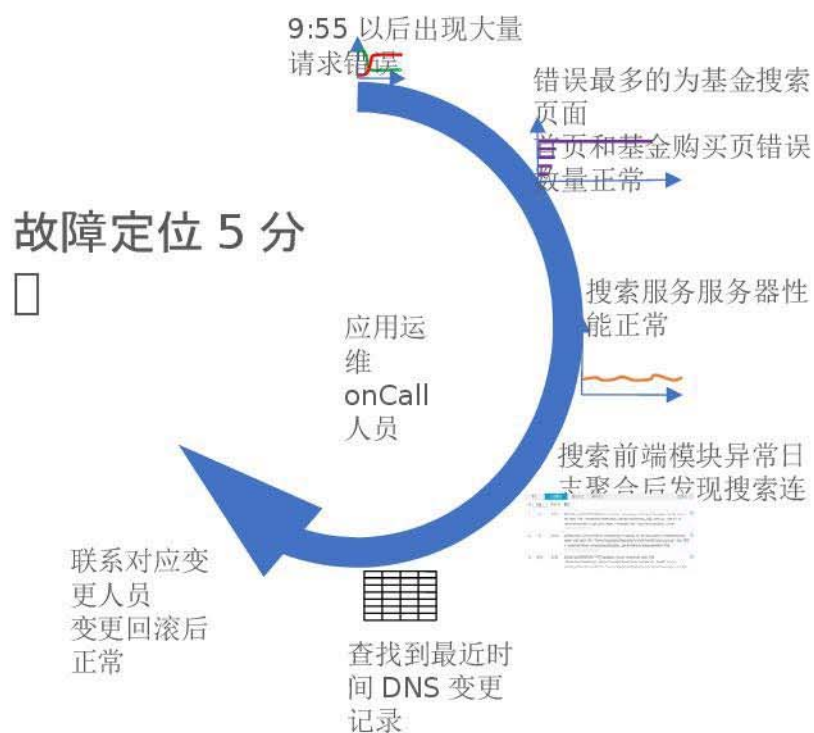 9:55 以后出现大量
请求错误
错误最多的为基金搜索
页面
首页和基金购买页错误
数量正常
故障定位 5 分
搜索服务服务器性
能正常
应用运
维
onCall
人员
搜索前端模块异常日
志聚合后发现搜索连
联系对应变
更人员
变更回滚后
正常
查找到最近时
间 DNS 变更
记录